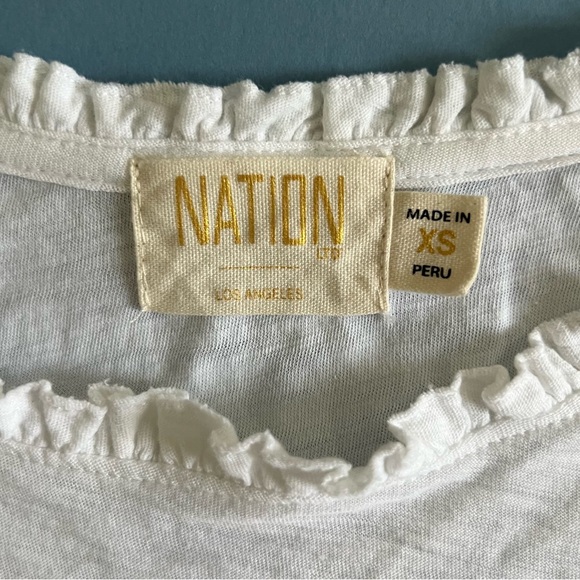 NATION
LTD
LOS ANGELES
MADE IN
XS
PERU